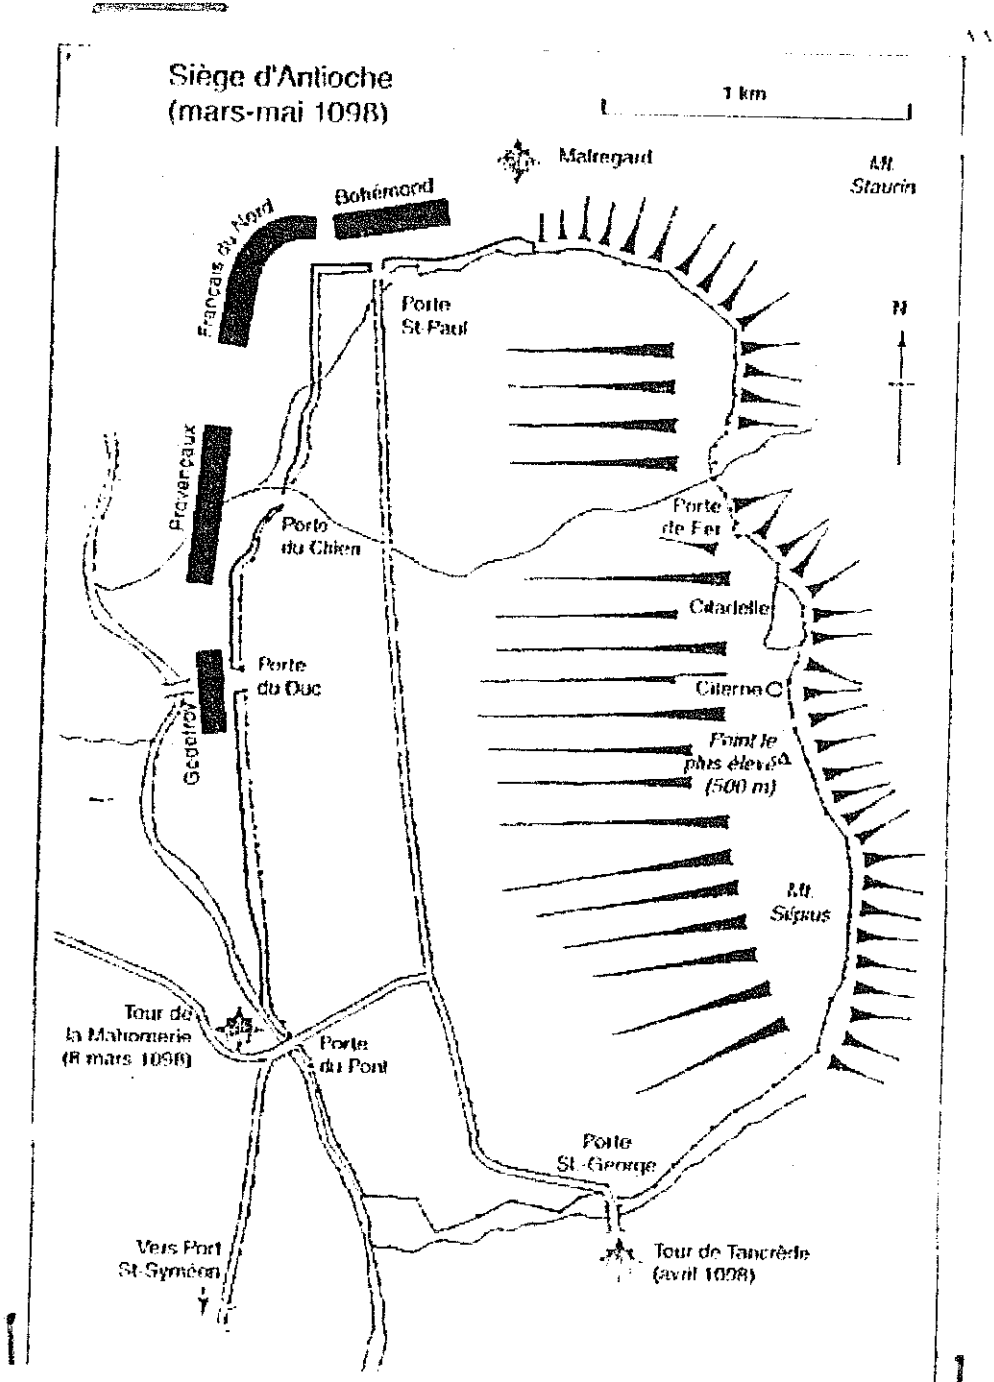 Siège d'Antioche
(mars-mai 1098)
1 km
Malregard
Mt.
Staurin
Bohémond
Français du Nord
N
Porte
St-Paul
Provençaux
Porte
du Chien
Porte
de Fer
Citadelle
Porte
du Duc
Citerne
Godefroy
Point le
plus élevé
(500 m)
Mt.
Silpius
Tour de
la Mahomerie
(8 mars 1098)
Porte
du Pont
Porte
St.-George
Vers Port
St-Syméon
Tour de Tancrède
(avril 1098)